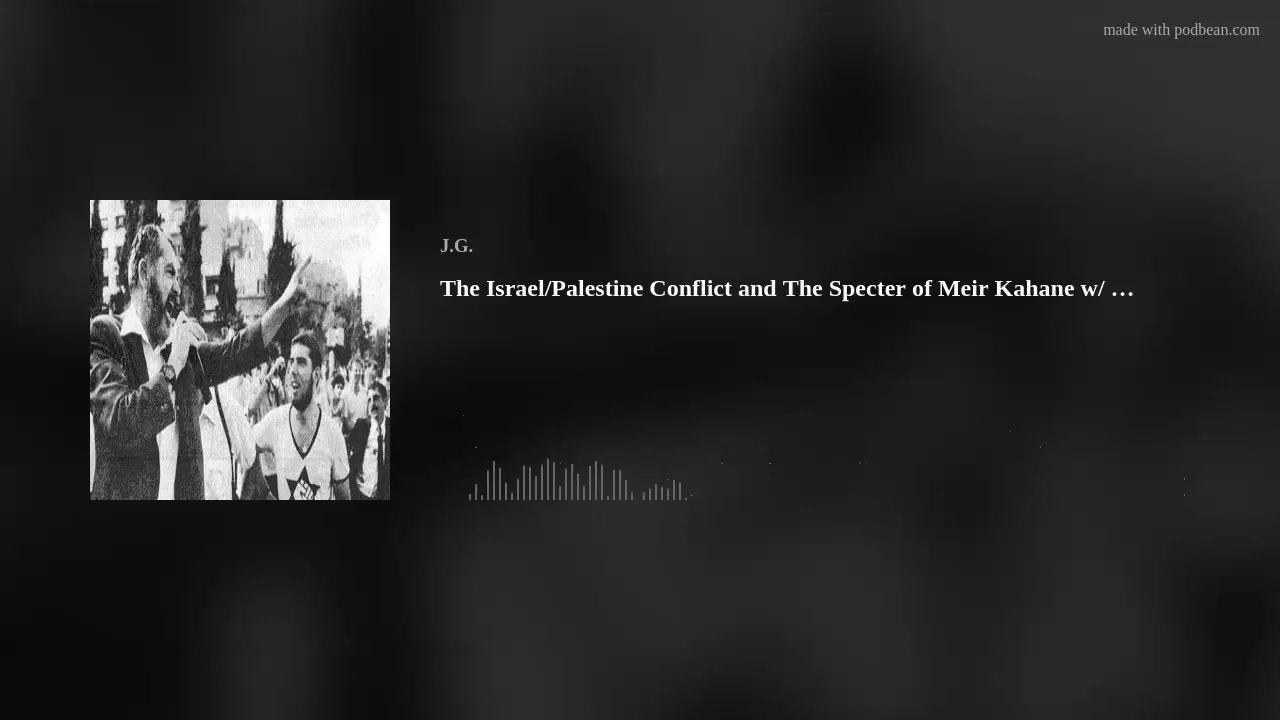 made with podbean.com
J.G.
The Israel/Palestine Conflict and The Specter of Meir Kahane w/ …